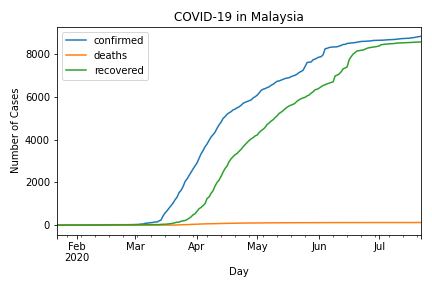 COVID-19 in Malaysia
confirmed
deaths
recovered
Number of Cases
8000
6000
4000
2000
0
Feb
2020
Mar
Apr
May
Jun
Jul
Day